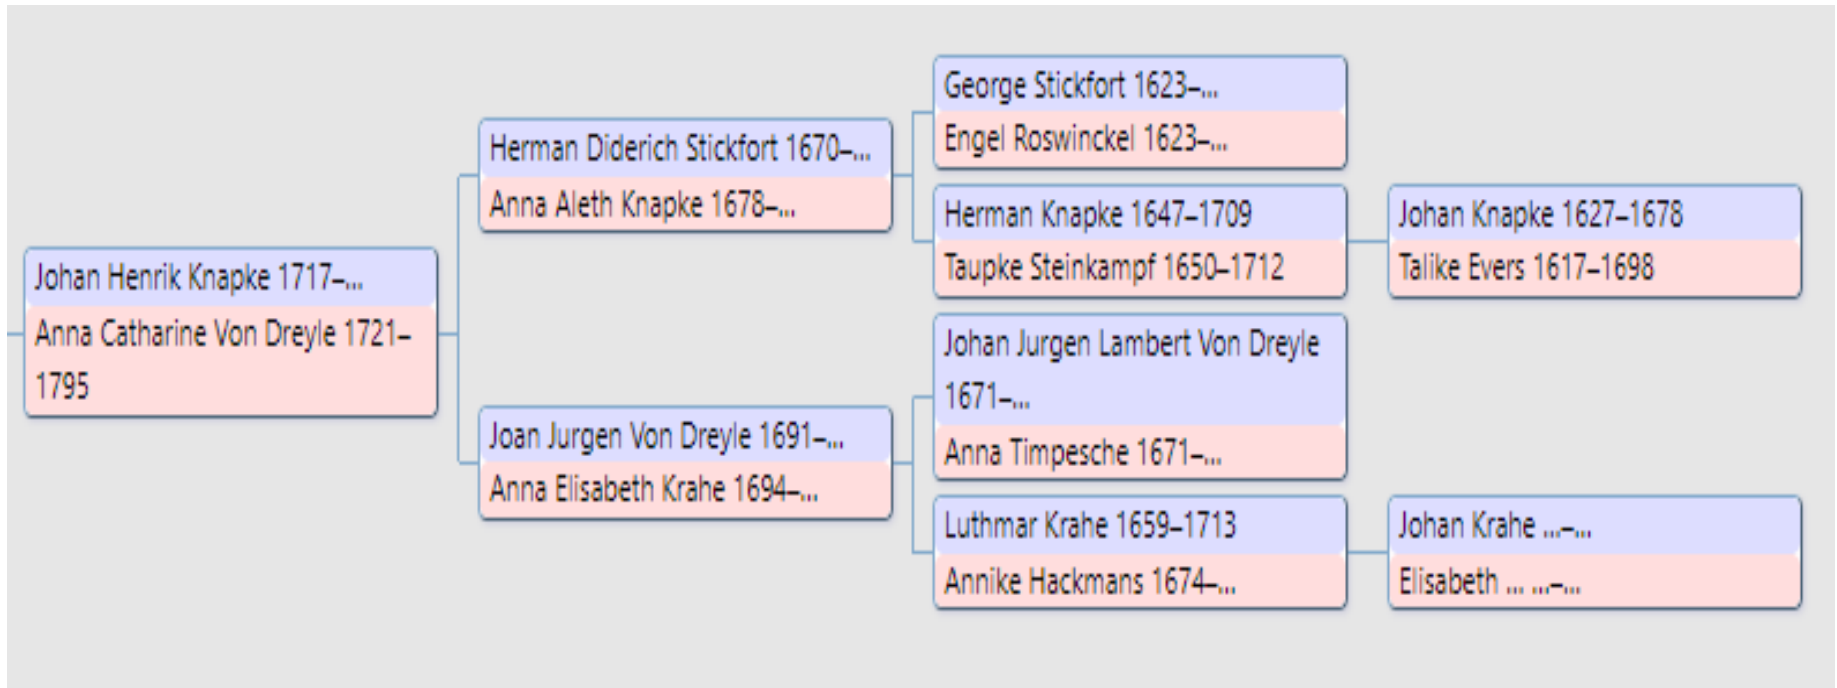 Johan Henrik Knapke 1717–...
Anna Catharine Von Dreyle 1721–
1795
Herman Diderich Stickfort 1670–...
Anna Aleth Knapke 1678–...
Joan Jurgen Von Dreyle 1691–...
Anna Elisabeth Krahe 1694–...
George Stickfort 1623–...
Engel Roswinckel 1623–...
Herman Knapke 1647–1709
Taupke Steinkampf 1650–1712
Johan Jurgen Lambert Von Dreyle
1671–...
Anna Timpesche 1671–...
Luthmar Krahe 1659–1713
Annike Hackmans 1674–...
Johan Knapke 1627–1678
Talike Evers 1617–1698
Johan Krahe ...–...
Elisabeth ... ...–...